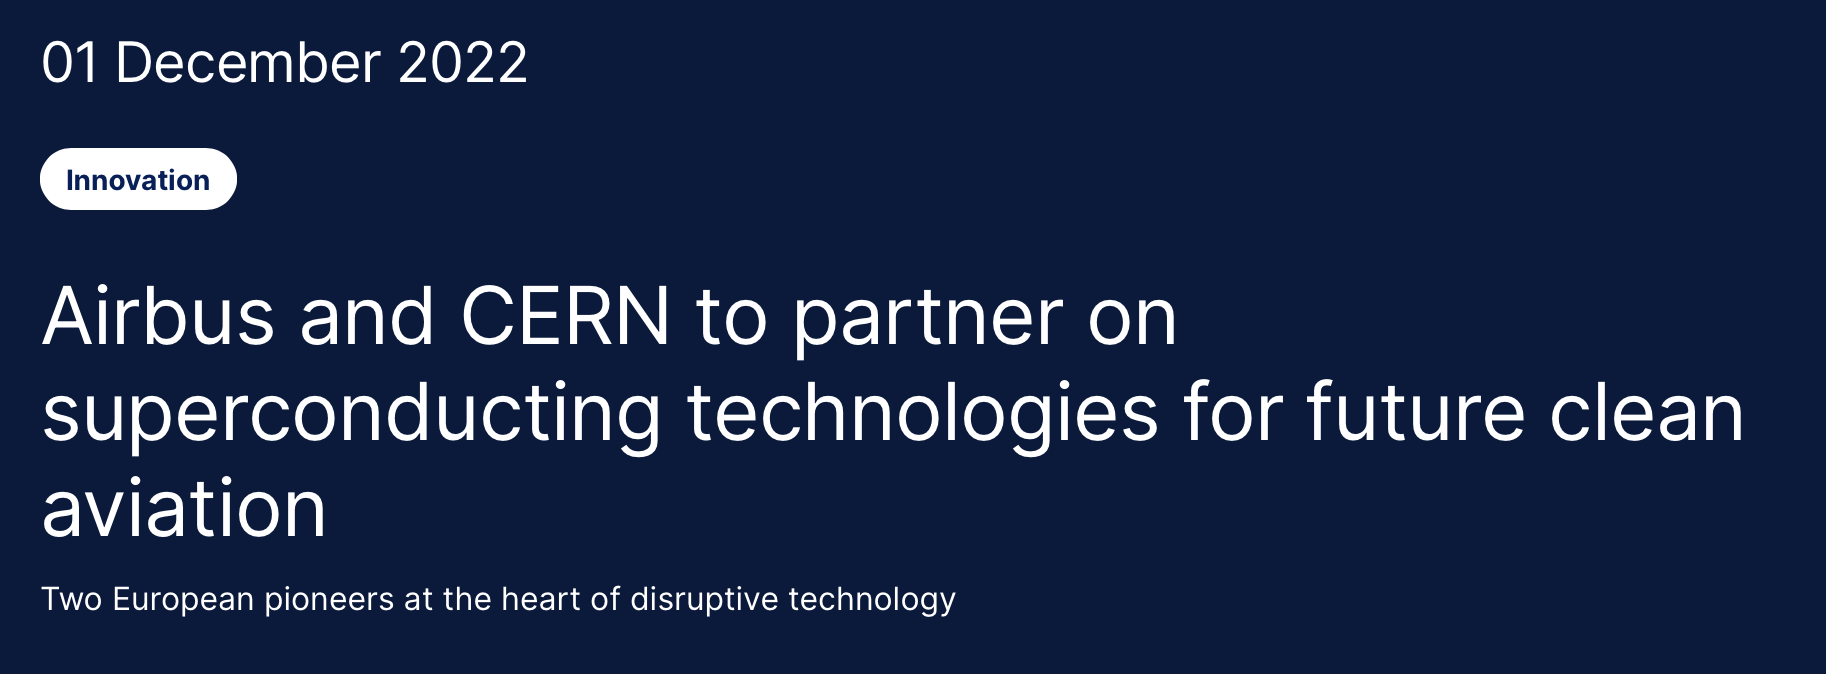 01 December 2022
Innovation
Airbus and CERN to partner on
superconducting technologies for future clean
aviation
Two European pioneers at the heart of disruptive technology